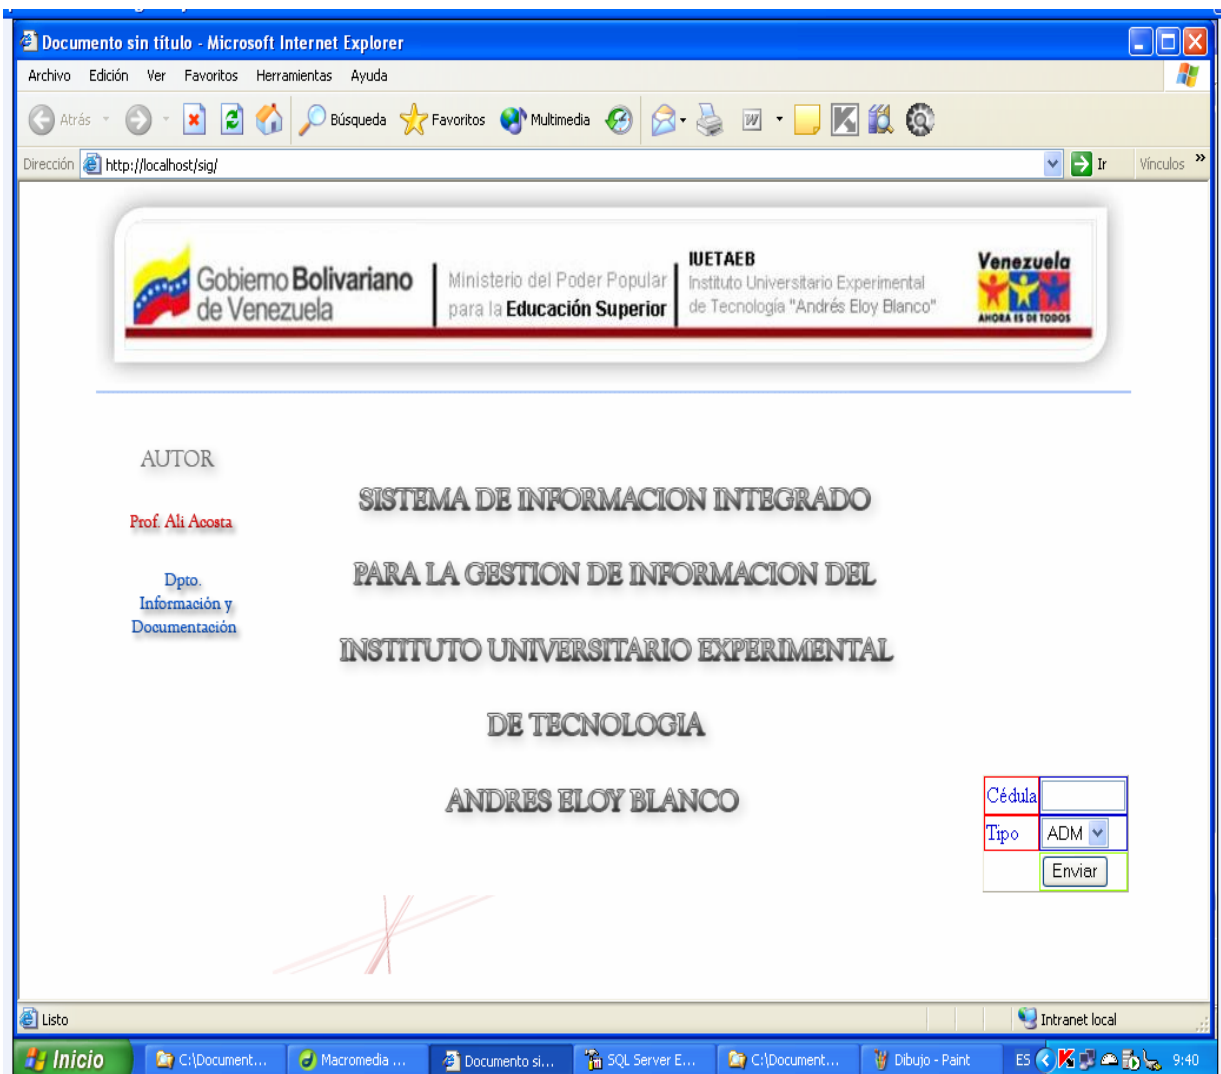 Documento sin título - Microsoft Internet Explorer
Archivo Edición Ver Favoritos Herramientas Ayuda
Atrás Búsqueda Favoritos Multimedia
Dirección http://localhost/sig/ Ir Vínculos »
Gobierno Bolivariano
de Venezuela
Ministerio del Poder Popular
para la Educación Superior
IUETAEB
Instituto Universitario Experimental
de Tecnología "Andrés Eloy Blanco"
Venezuela
AHORA ES DE TODOS
AUTOR
Prof. Ali Acosta
Dpto.
Información y
Documentación
SISTEMA DE INFORMACION INTEGRADO
PARA LA GESTION DE INFORMACION DEL
INSTITUTO UNIVERSITARIO EXPERIMENTAL
DE TECNOLOGIA
ANDRES ELOY BLANCO
Cédula
Tipo ADM
Enviar
Listo Intranet local
Inicio C:\Document... Macromedia ... Documento si... SQL Server E... C:\Document... Dibujo - Paint ES 9:40